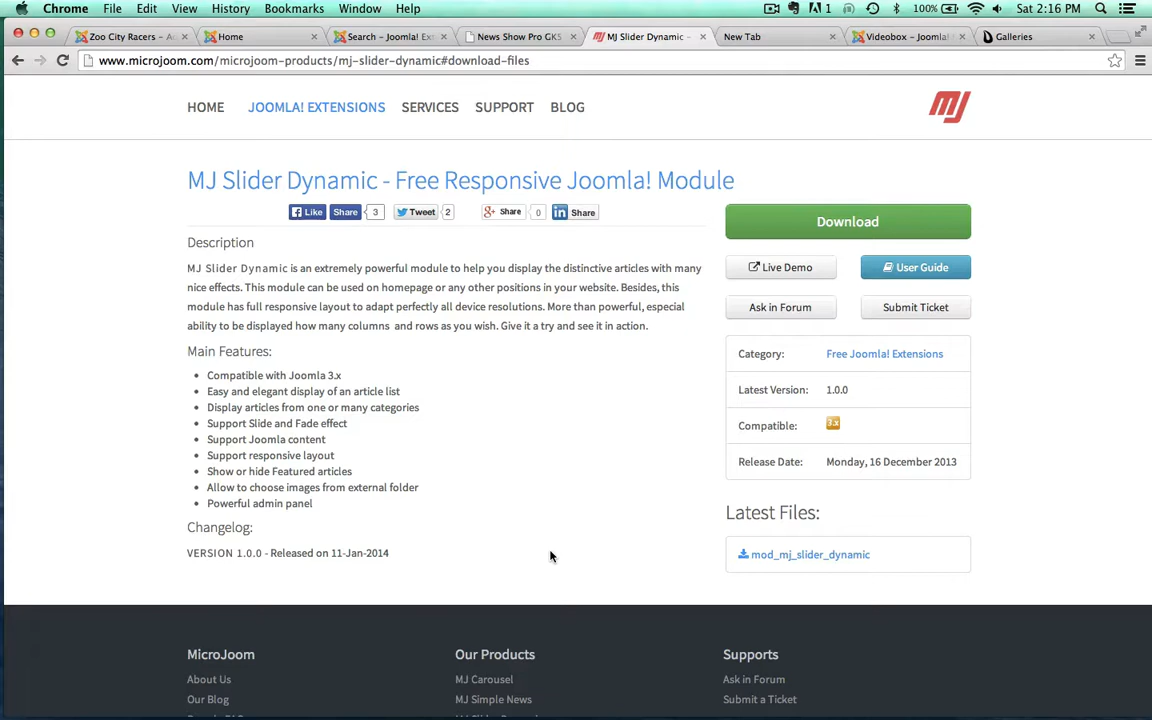 Chrome File Edit View History Bookmarks Window Help 1 100% Sat 2:16 PM
Zoo City Racers - A Home Search - Joomla! Ext News Show Pro GK5 MJ Slider Dynamic - New Tab Videobox - Joomla! Galleries
www.microjoom.com/microjoom-products/mj-slider-dynamic#download-files
HOME JOOMLA! EXTENSIONS SERVICES SUPPORT BLOG
MJ
MJ Slider Dynamic - Free Responsive Joomla! Module
Like Share 3 Tweet 2 Share 0 Share
Description
MJ Slider Dynamic is an extremely powerful module to help you display the distinctive articles with many
nice effects. This module can be used on homepage or any other positions in your website. Besides, this
module has full responsive layout to adapt perfectly all device resolutions. More than powerful, especial
ability to be displayed how many columns and rows as you wish. Give it a try and see it in action.
Main Features:
Compatible with Joomla 3.x
Easy and elegant display of an article list
Display articles from one or many categories
Support Slide and Fade effect
Support Joomla content
Support responsive layout
Show or hide Featured articles
Allow to choose images from external folder
Powerful admin panel
Changelog:
VERSION 1.0.0 - Released on 11-Jan-2014
Download
Live Demo User Guide
Ask in Forum Submit Ticket
Category: Free Joomla! Extensions
Latest Version: 1.0.0
Compatible: 3.x
Release Date: Monday, 16 December 2013
Latest Files:
mod_mj_slider_dynamic
MicroJoom
About Us
Our Blog
Our Products
MJ Carousel
MJ Simple News
Supports
Ask in Forum
Submit a Ticket